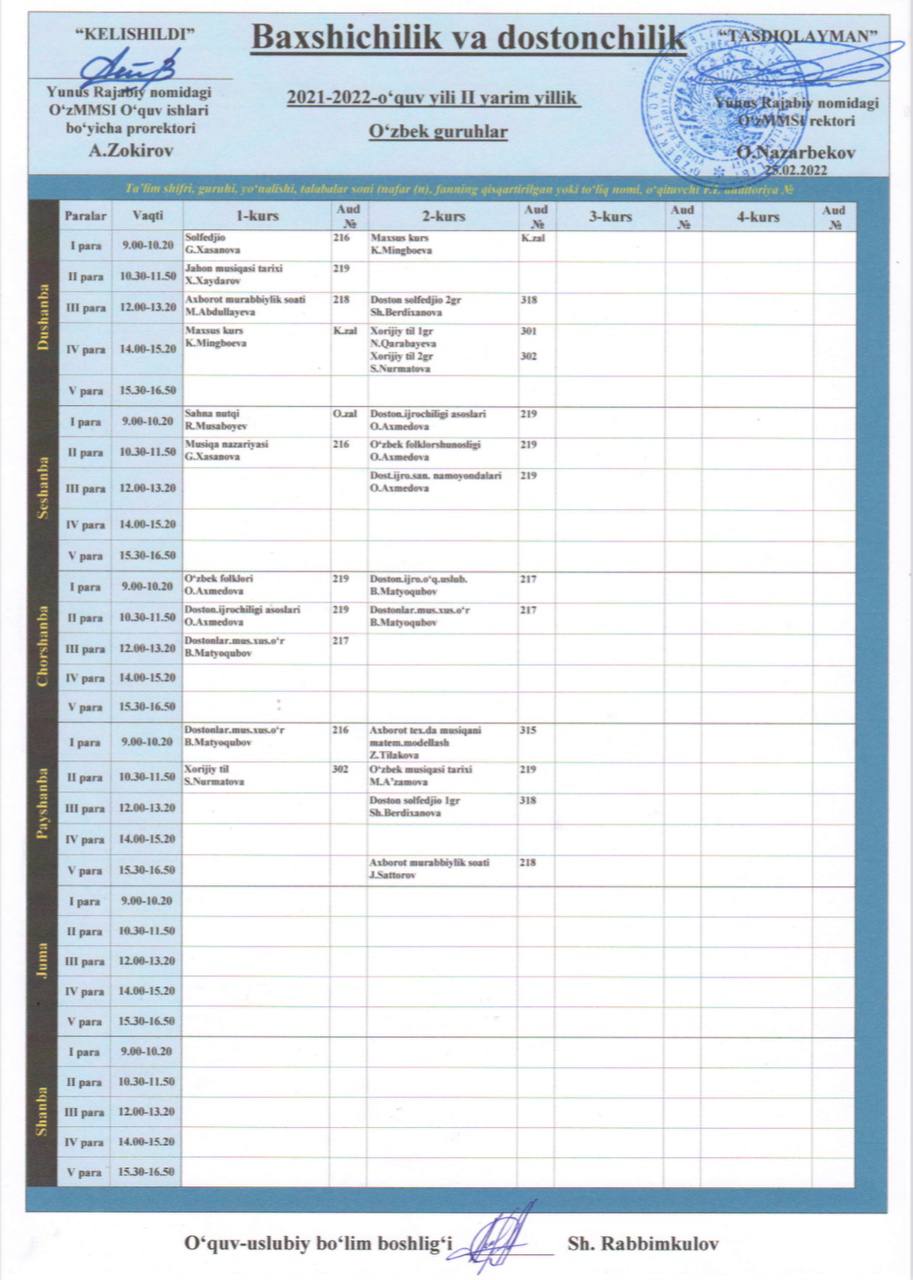 “KELISHILDI”
Yunus Rajabiy nomidagi
O‘zMMSI O‘quv ishlari
bo‘yicha prorektori
A.Zokirov
Baxshichilik va dostonchilik
2021-2022-o‘quv yili II yarim yillik
O‘zbek guruhlar
“TASDIQLAYMAN”
Yunus Rajabiy nomidagi
O‘zMMSI rektori
O.Nazarbekov
25.02.2022
Ta’lim shifri, guruhi, yo‘nalishi, talabalar soni (nafar (n), fanning qisqartirilgan yoki to‘liq nomi, o‘qituvchi F.I. auditoriya №
Paralar Vaqti 1-kurs Aud № 2-kurs Aud № 3-kurs Aud № 4-kurs Aud №
Dushanba
I para 9.00-10.20 Solfedjio 216 Maxsus kurs K.zal
G.Xasanova K.Mingboeva
II para 10.30-11.50 Jahon musiqasi tarixi 219
X.Xaydarov
III para 12.00-13.20 Axborot murabbiylik soati 218 Doston solfedjio 2gr 318
M.Abdullayeva Sh.Berdixanova
IV para 14.00-15.20 Maxsus kurs K.zal Xorijiy til 1gr 301
K.Mingboeva N.Qarabayeva
Xorijiy til 2gr 302
S.Nurmatova
V para 15.30-16.50
Seshanba
I para 9.00-10.20 Sahna nutqi O.zal Doston.ijrochiligi asoslari 219
R.Musaboyev O.Axmedova
II para 10.30-11.50 Musiqa nazariyasi 216 O‘zbek folklorshunosligi 219
G.Xasanova O.Axmedova
III para 12.00-13.20 Dost.ijro.san. namoyondalari 219
O.Axmedova
IV para 14.00-15.20
V para 15.30-16.50
Chorshanba
I para 9.00-10.20 O‘zbek folklori 219 Doston.ijro.o‘q.uslub. 217
O.Axmedova B.Matyoqubov
II para 10.30-11.50 Doston.ijrochiligi asoslari 219 Dostonlar.mus.xus.o‘r 217
O.Axmedova B.Matyoqubov
III para 12.00-13.20 Dostonlar.mus.xus.o‘r 217
B.Matyoqubov
IV para 14.00-15.20
V para 15.30-16.50
Payshanba
I para 9.00-10.20 Dostonlar.mus.xus.o‘r 216 Axborot tex.da musiqani 315
B.Matyoqubov matem.modellash
Z.Tilakova
II para 10.30-11.50 Xorijiy til 302 O‘zbek musiqasi tarixi 219
S.Nurmatova M.A’zamova
III para 12.00-13.20 Doston solfedjio 1gr 318
Sh.Berdixanova
IV para 14.00-15.20
V para 15.30-16.50 Axborot murabbiylik soati 218
J.Sattorov
Juma
I para 9.00-10.20
II para 10.30-11.50
III para 12.00-13.20
IV para 14.00-15.20
V para 15.30-16.50
Shanba
I para 9.00-10.20
II para 10.30-11.50
III para 12.00-13.20
IV para 14.00-15.20
V para 15.30-16.50
O‘quv-uslubiy bo‘lim boshlig‘i Sh. Rabbimkulov